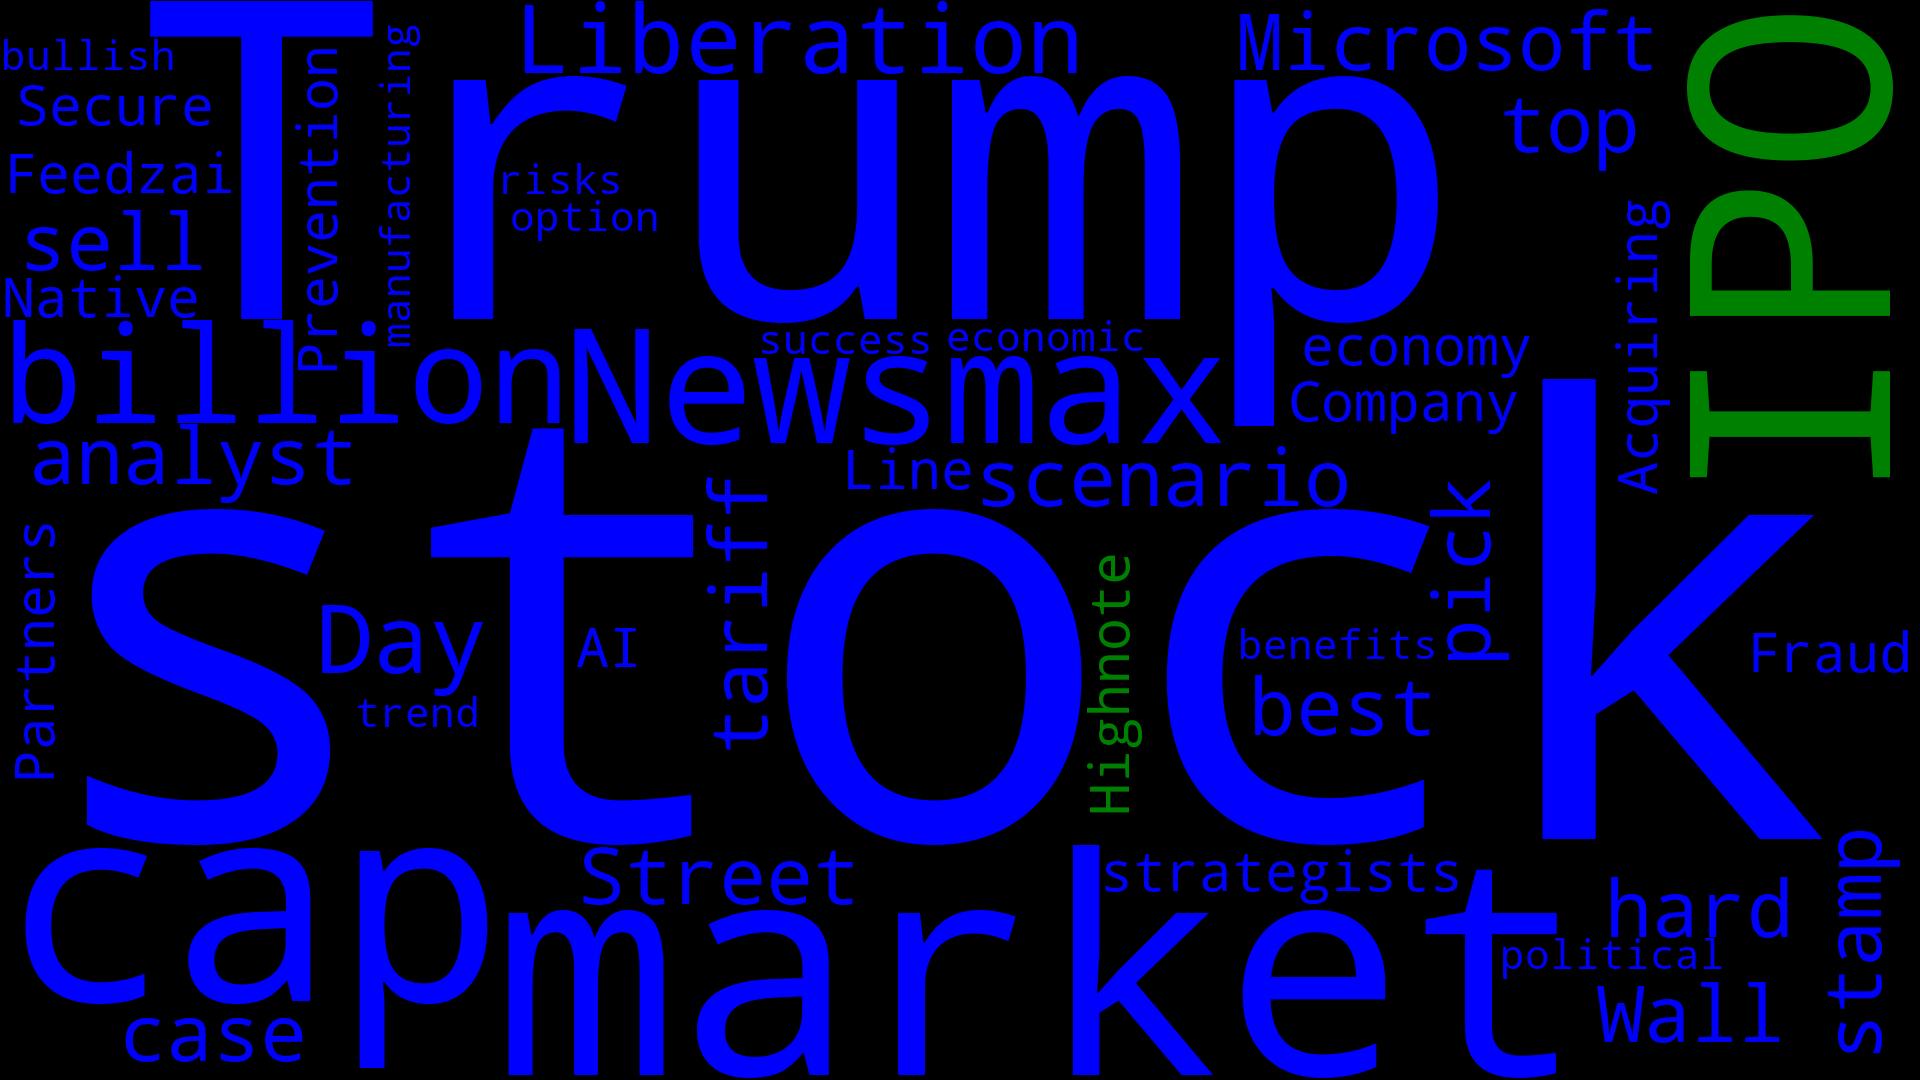 Trump
Liberation
Microsoft
IPO
bullish
Secure
Feedzai
sell
Native
Prevention
manufacturing
risks
option
top
Acquiring
billion
Newsmax
success
economic
economy
Company
analyst
Line
scenario
stock
Partners
Day
trend
AI
tariff
Highnote
benefits
best
pick
Fraud
cap
market
Street
strategists
hard
political
Wall
stamp
case